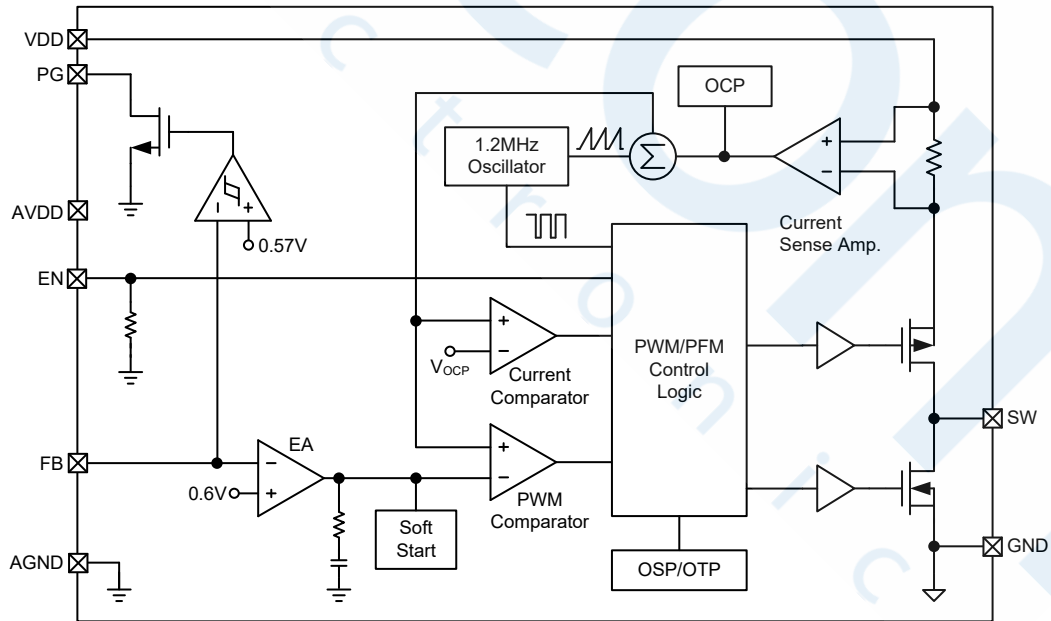 VDD
PG
AVDD
EN
FB
AGND
0.57V
0.6V
EA
Soft
Start
1.2MHz
Oscillator
Σ
OCP
+
−
Current
Sense Amp.
+
−
VOCP
Current
Comparator
+
−
PWM
Comparator
PWM/PFM
Control
Logic
OSP/OTP
−
+
−
+
SW
GND
c t r o n i c
on